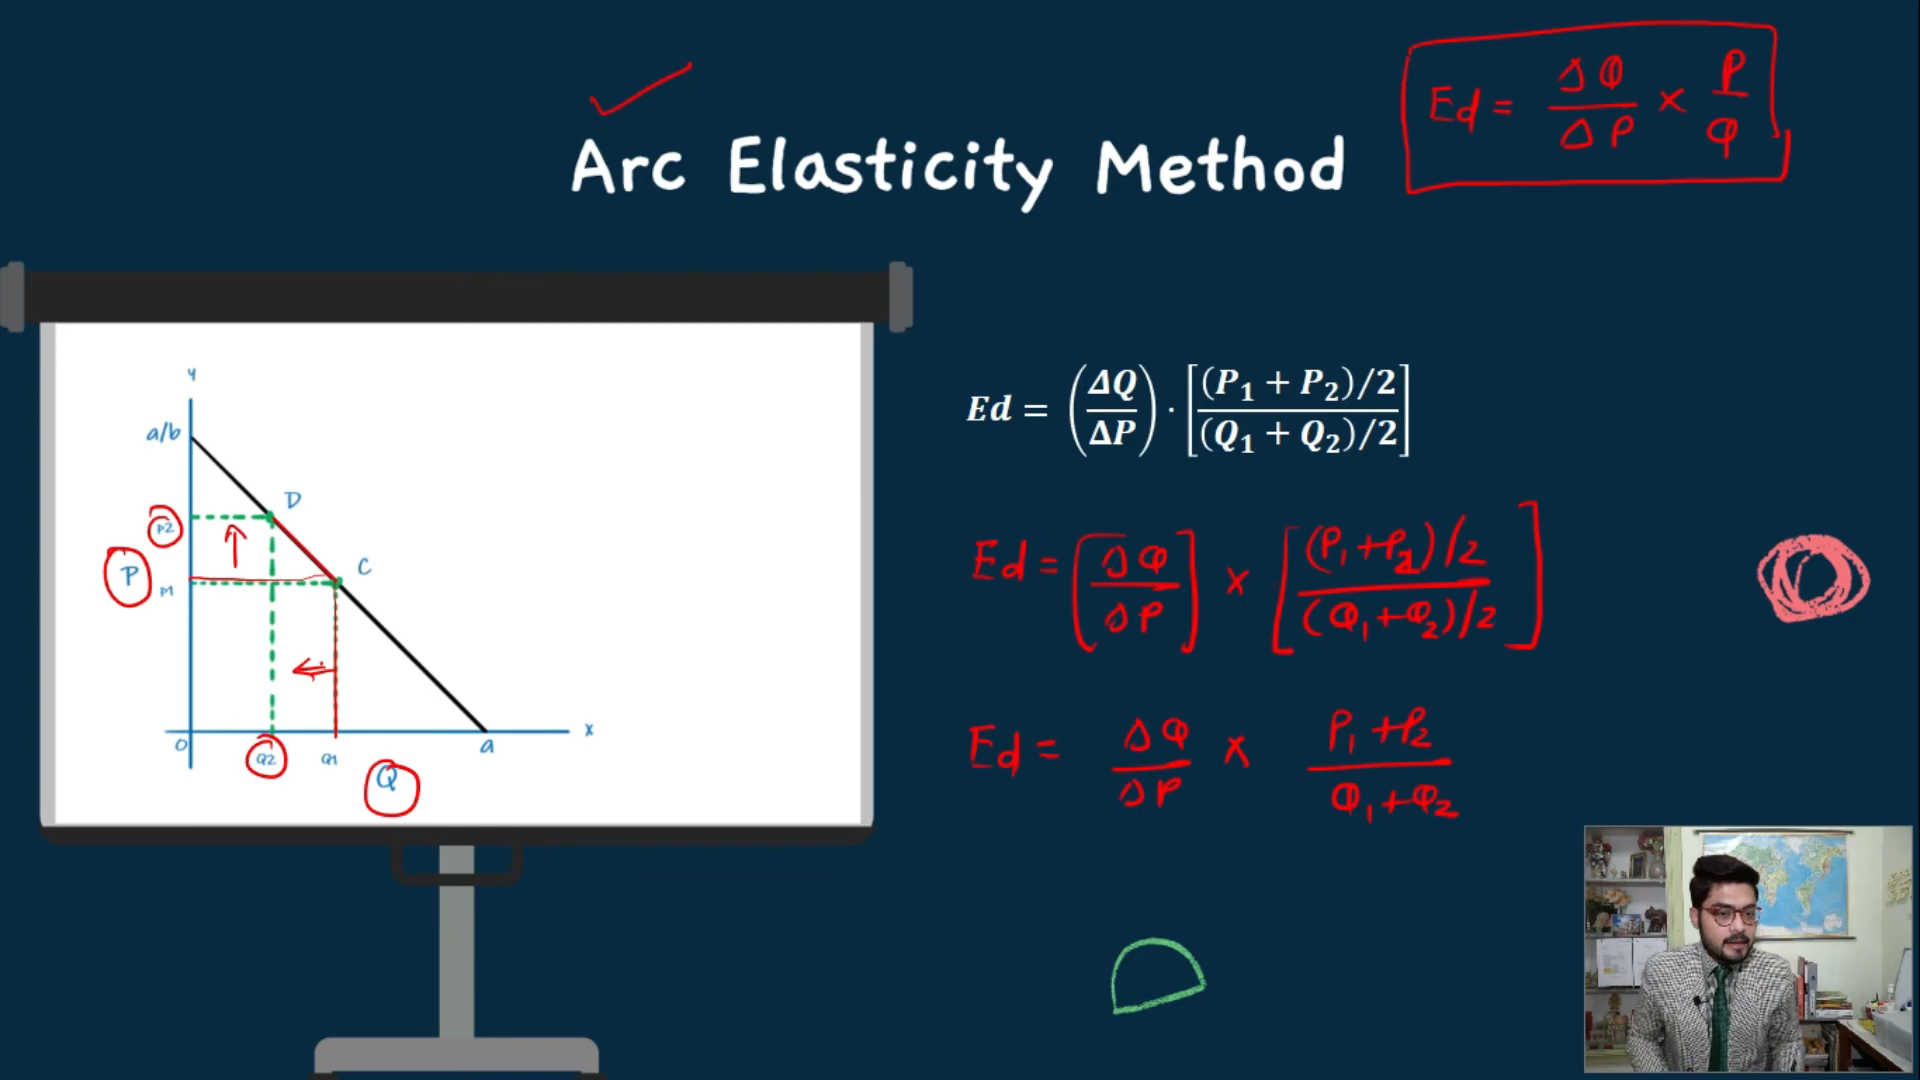 Ed = ΔQ/ΔP × P/Q
Arc Elasticity Method
Ed = (ΔQ/ΔP) · [(P₁ + P₂)/2 / (Q₁ + Q₂)/2]
Ed = [ΔQ/ΔP] × [(P₁+P₂)/2 / (Q₁+Q₂)/2]
Ed = ΔQ/ΔP × P₁+P₂/Q₁+Q₂
y
a/b
D
P2
C
P
P1
x
O
Q2
Q1
a
Q